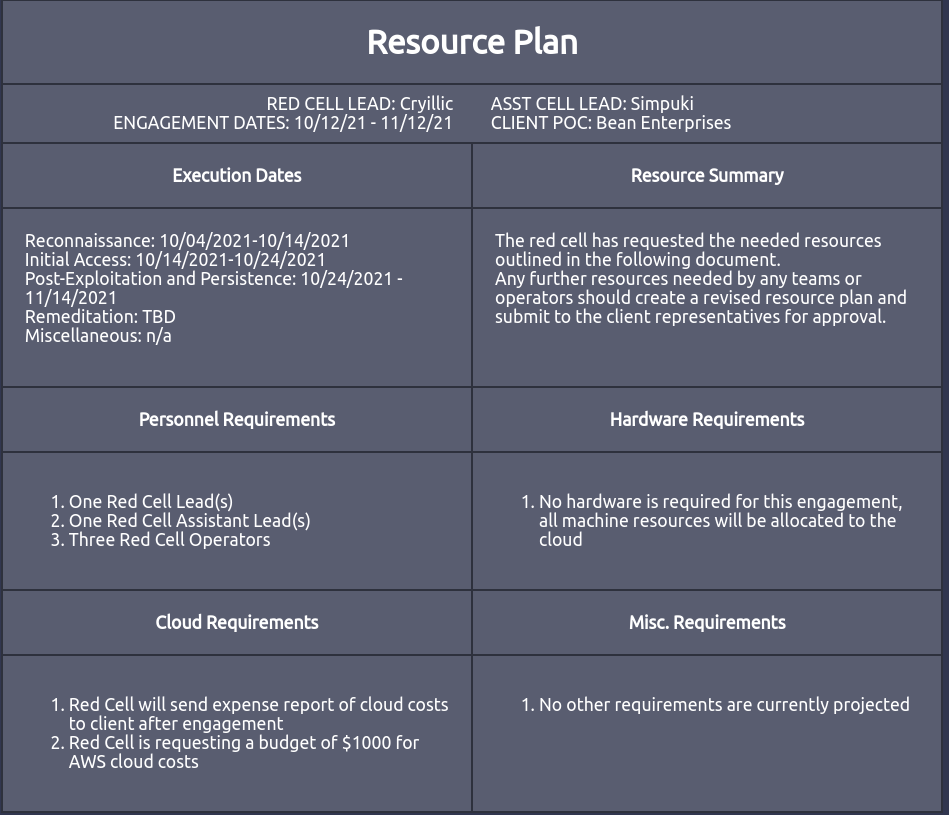 Resource Plan
RED CELL LEAD: Cryillic
ENGAGEMENT DATES: 10/12/21 - 11/12/21
ASST CELL LEAD: Simpuki
CLIENT POC: Bean Enterprises
Execution Dates
Reconnaissance: 10/04/2021-10/14/2021
Initial Access: 10/14/2021-10/24/2021
Post-Exploitation and Persistence: 10/24/2021 -
11/14/2021
Remeditation: TBD
Miscellaneous: n/a
Resource Summary
The red cell has requested the needed resources
outlined in the following document.
Any further resources needed by any teams or
operators should create a revised resource plan and
submit to the client representatives for approval.
Personnel Requirements
1. One Red Cell Lead(s)
2. One Red Cell Assistant Lead(s)
3. Three Red Cell Operators
Hardware Requirements
1. No hardware is required for this engagement,
all machine resources will be allocated to the
cloud
Cloud Requirements
1. Red Cell will send expense report of cloud costs
to client after engagement
2. Red Cell is requesting a budget of $1000 for
AWS cloud costs
Misc. Requirements
1. No other requirements are currently projected